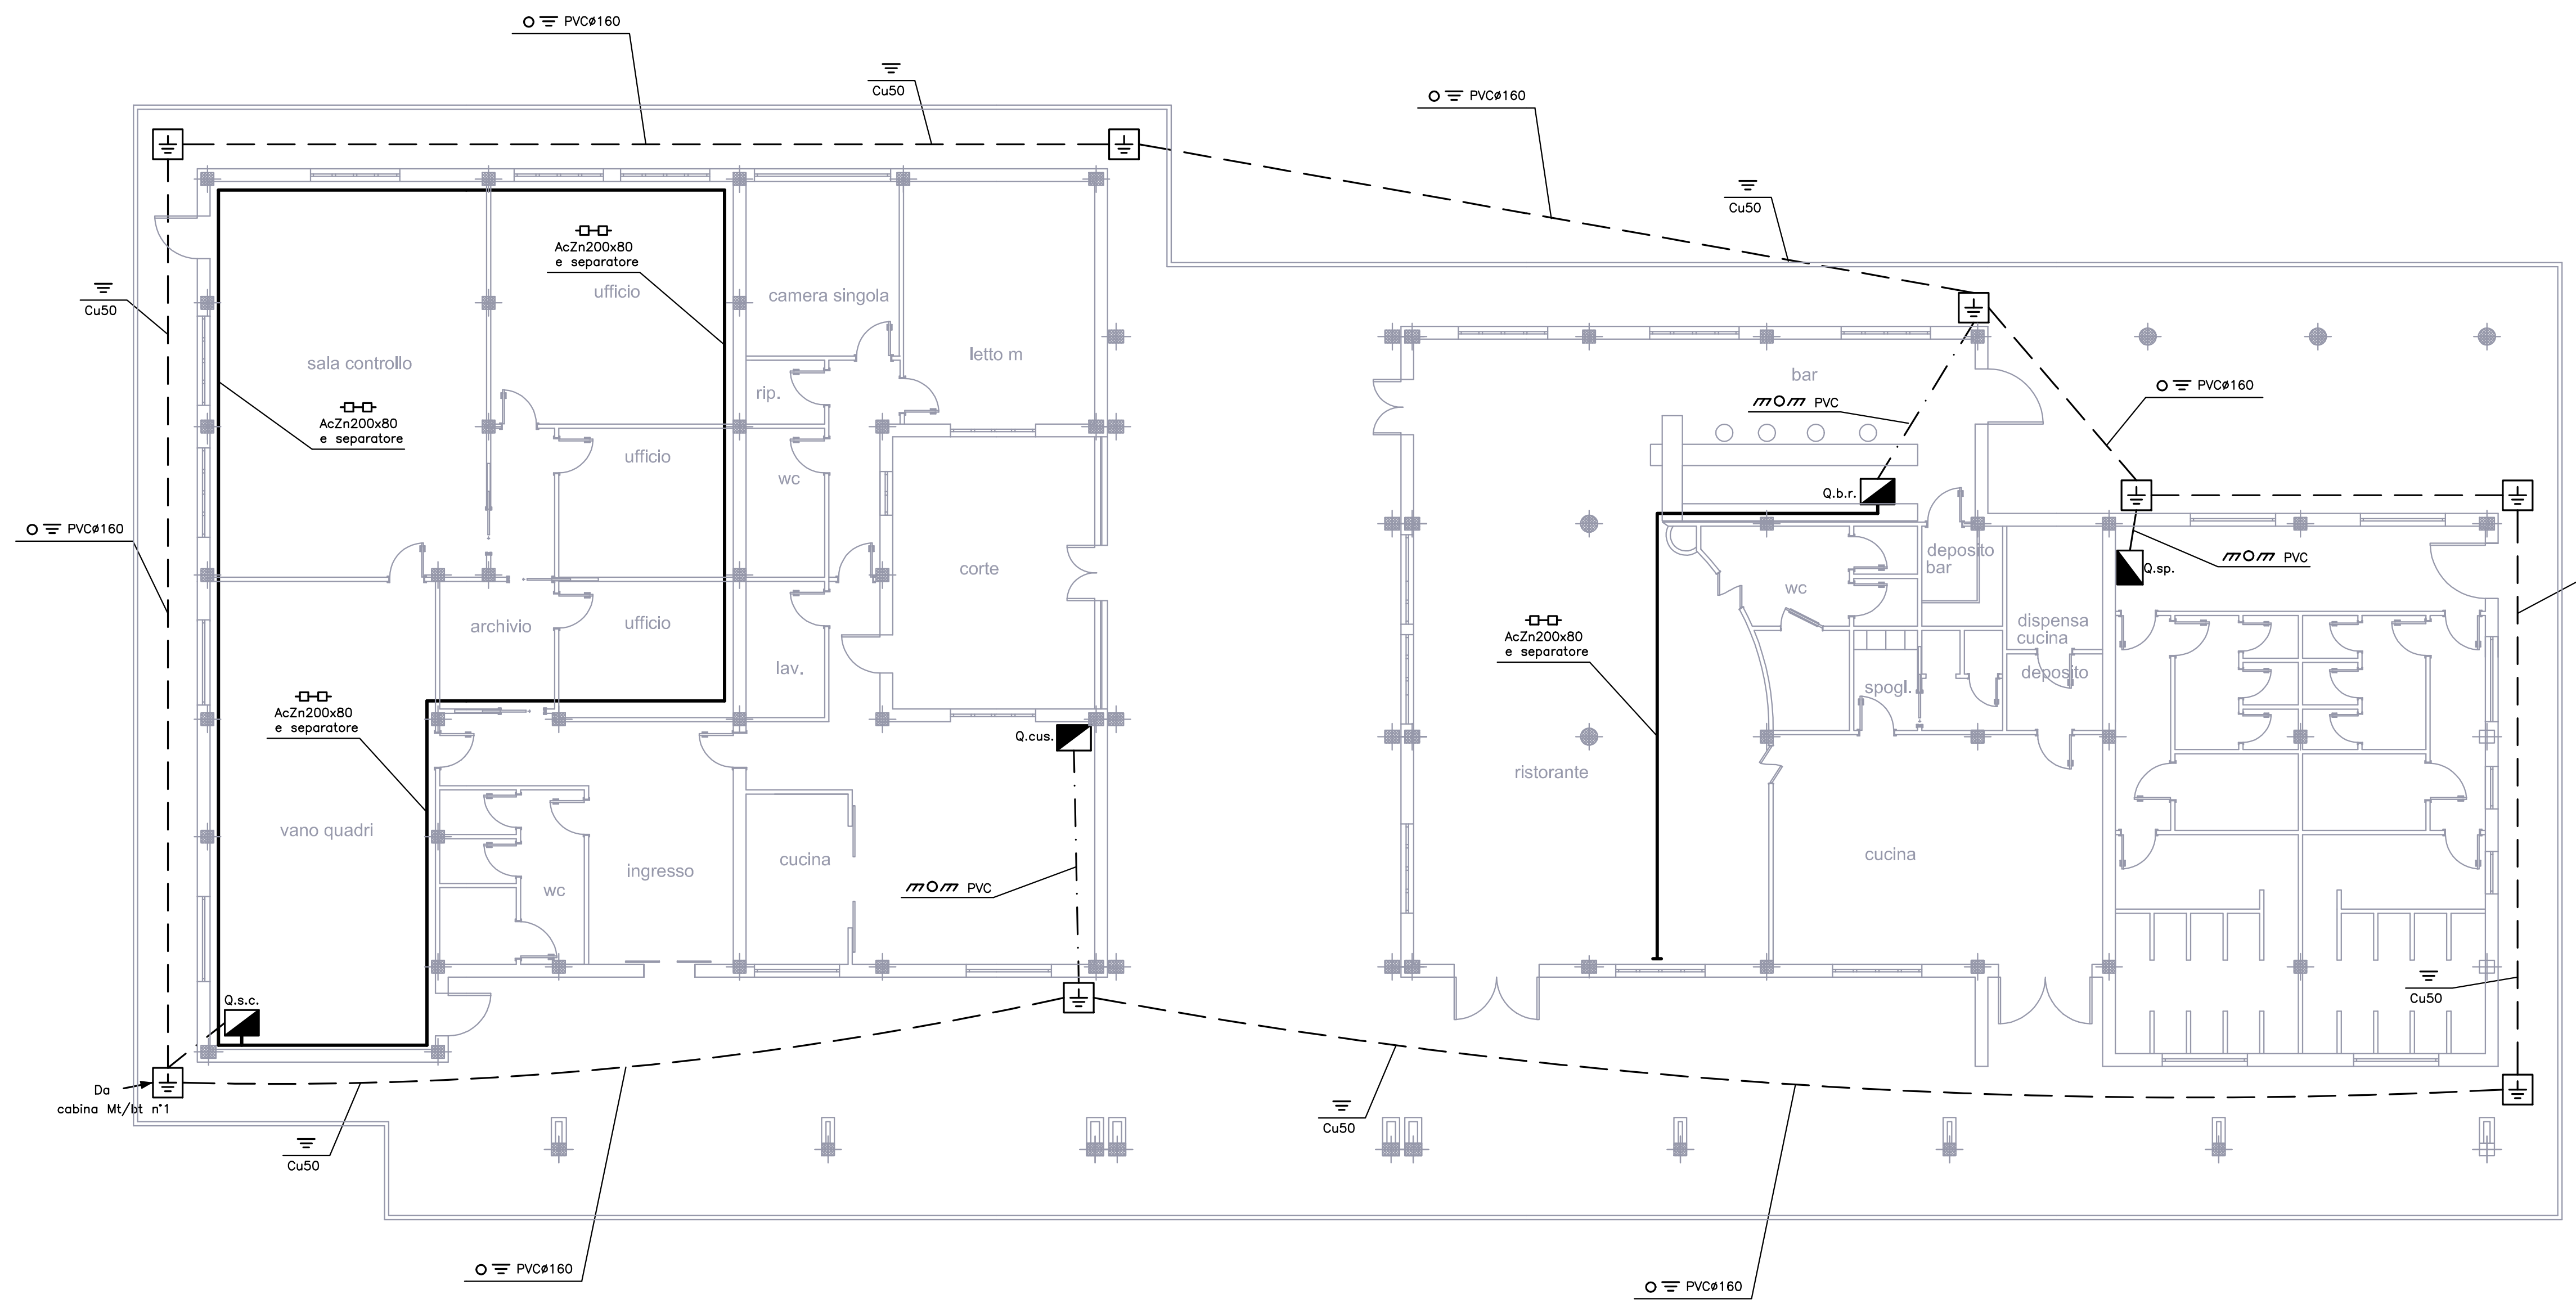 PVCø160
Cu50
PVCø160
Cu50
AcZn200x80
e separatore
ufficio
camera singola
Cu50
letto m
sala controllo
bar
rip.
PVCø160
AcZn200x80
e separatore
PVC
ufficio
wc
Q.b.r.
PVCø160
deposito
bar
PVC
Q.sp.
corte
wc
archivio
ufficio
dispensa
cucina
AcZn200x80
e separatore
lav.
deposito
spogl.
AcZn200x80
e separatore
Q.cus.
ristorante
vano quadri
cucina
cucina
ingresso
wc
PVC
Q.s.c.
Cu50
Da
cabina Mt/bt n°1
Cu50
Cu50
PVCø160
PVCø160